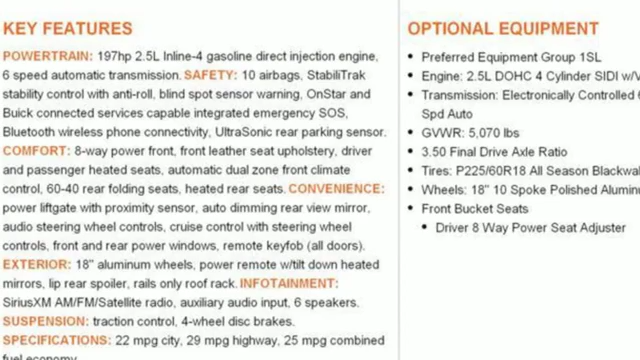 KEY FEATURES
POWERTRAIN: 197hp 2.5L Inline-4 gasoline direct injection engine,
6 speed automatic transmission. SAFETY: 10 airbags, StabiliTrak
stability control with anti-roll, blind spot sensor warning, OnStar and
Buick connected services capable integrated emergency SOS,
Bluetooth wireless phone connectivity, UltraSonic rear parking sensor.
COMFORT: 8-way power front, front leather seat upholstery, driver
and passenger heated seats, automatic dual zone front climate
control, 60-40 rear folding seats, heated rear seats. CONVENIENCE:
power liftgate with proximity sensor, auto dimming rear view mirror,
audio steering wheel controls, cruise control with steering wheel
controls, front and rear power windows, remote keyfob (all doors).
EXTERIOR: 18" aluminum wheels, power remote w/tilt down heated
mirrors, lip rear spoiler, rails only roof rack. INFOTAINMENT:
SiriusXM AM/FM/Satellite radio, auxiliary audio input, 6 speakers.
SUSPENSION: traction control, 4-wheel disc brakes.
SPECIFICATIONS: 22 mpg city, 29 mpg highway, 25 mpg combined
fuel economy
OPTIONAL EQUIPMENT
• Preferred Equipment Group 1SL
• Engine: 2.5L DOHC 4 Cylinder SIDI
• Transmission: Electronically Controlled
Spd Auto
• GVWR: 5,070 lbs
• 3.50 Final Drive Axle Ratio
• Tires: P225/60R18 All Season
• Wheels: 18" 10 Spoke Polished
• Front Bucket Seats
• Driver 8 Way Power Seat Adjuster